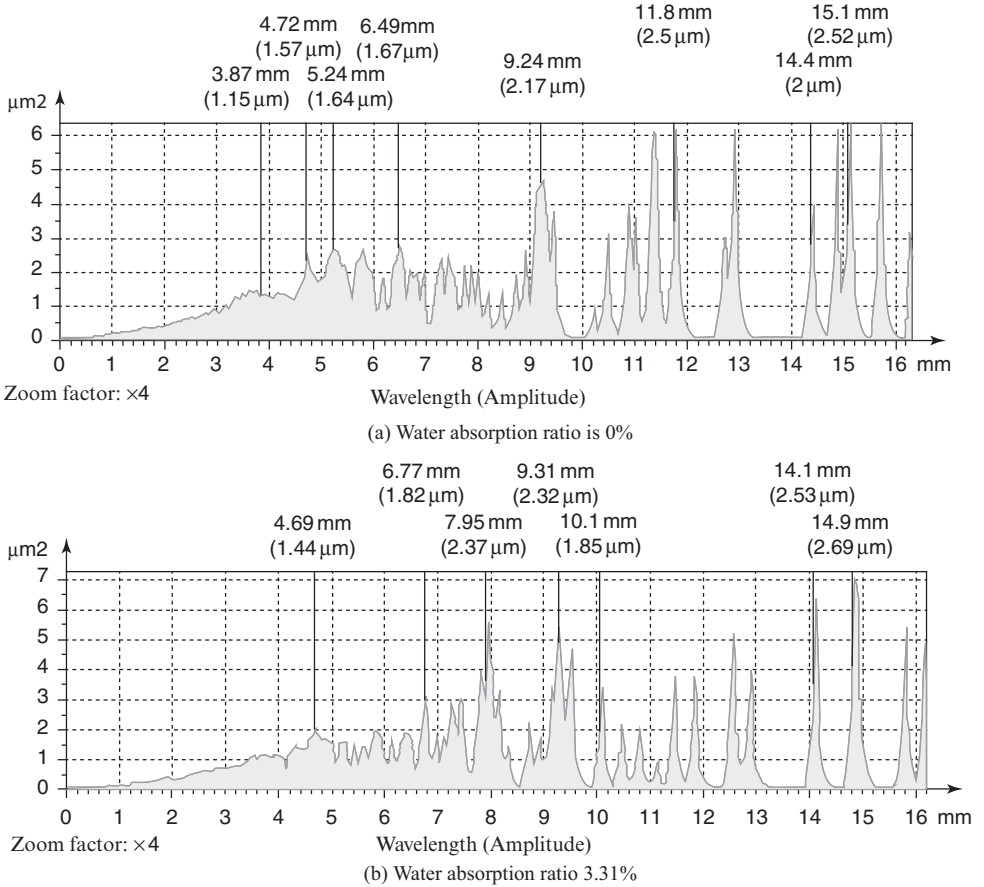 11.8 mm 15.1 mm
(2.5 µm) (2.52 µm)
4.72 mm 6.49 mm
(1.57 µm) (1.67µm)
9.24 mm 14.4 mm
(2.17 µm) (2 µm)
3.87 mm 5.24 mm
(1.15 µm) (1.64 µm)
µm2
6
5
4
3
2
1
0
0 1 2 3 4 5 6 7 8 9 10 11 12 13 14 15 16 mm
Zoom factor: ×4
Wavelength (Amplitude)
(a) Water absorption ratio is 0%
6.77 mm 9.31 mm 14.1 mm
(1.82 µm) (2.32 µm) (2.53 µm)
4.69 mm 7.95 mm 10.1 mm 14.9 mm
(1.44 µm) (2.37 µm) (1.85 µm) (2.69 µm)
µm2
7
6
5
4
3
2
1
0
0 1 2 3 4 5 6 7 8 9 10 11 12 13 14 15 16 mm
Zoom factor: ×4
Wavelength (Amplitude)
(b) Water absorption ratio 3.31%